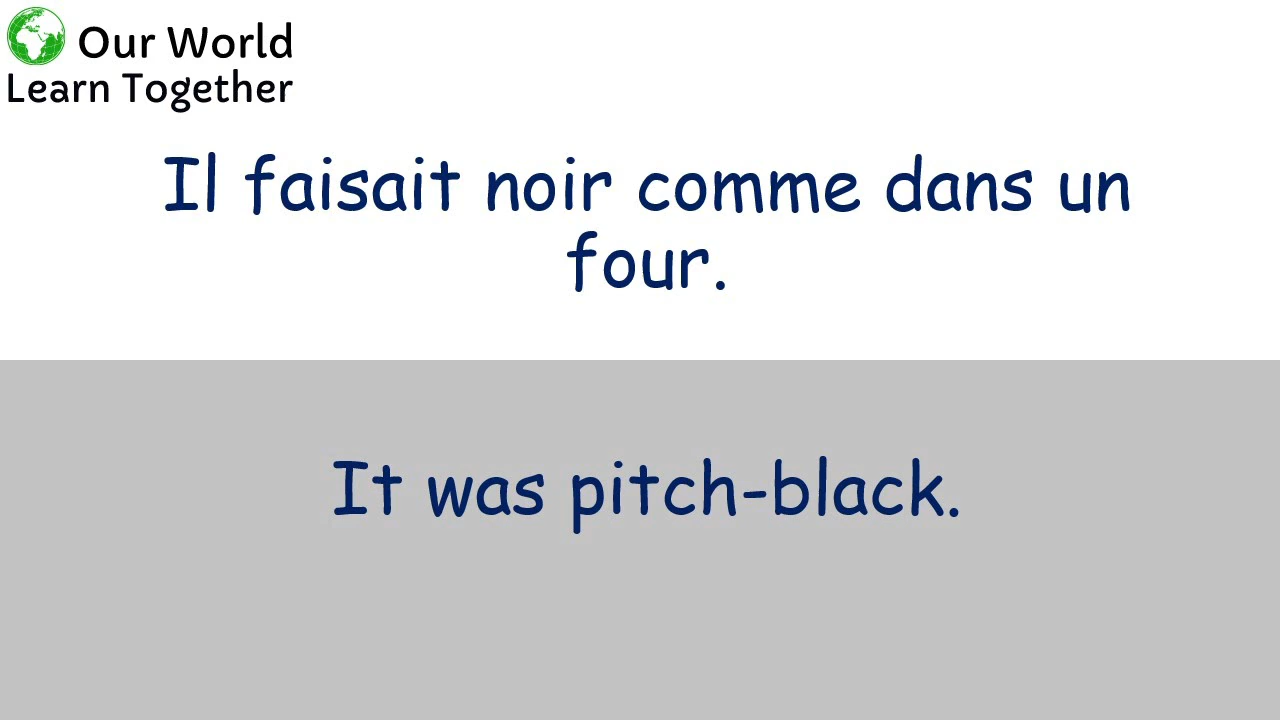 Our World
Learn Together
Il faisait noir comme dans un
four.
It was pitch-black.